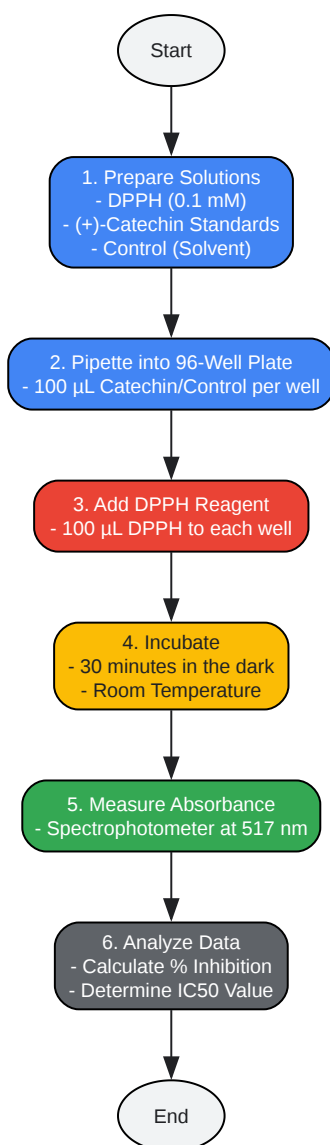 Start
1. Prepare Solutions
- DPPH (0.1 mM)
- (+)-Catechin Standards
- Control (Solvent)
2. Pipette into 96-Well Plate
- 100 µL Catechin/Control per well
3. Add DPPH Reagent
- 100 µL DPPH to each well
4. Incubate
- 30 minutes in the dark
- Room Temperature
5. Measure Absorbance
- Spectrophotometer at 517 nm
6. Analyze Data
- Calculate % Inhibition
- Determine IC50 Value
End